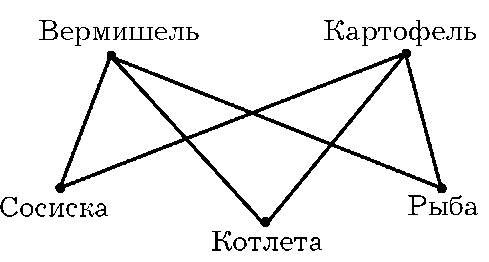 Вермишель
Картофель
Сосиска
Рыба
Котлета